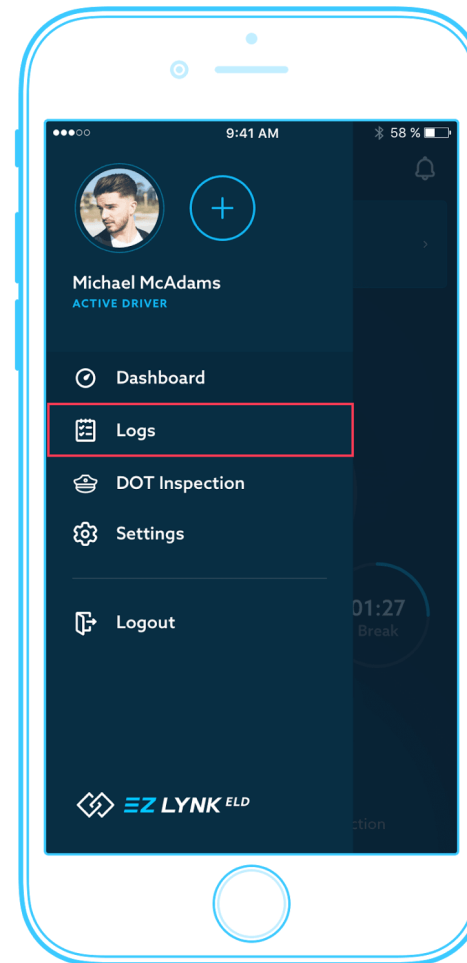 9:41 AM
58 %
Michael McAdams
ACTIVE DRIVER
Dashboard
Logs
DOT Inspection
Settings
01:27
Break
Logout
EZ LYNK ELD
ction